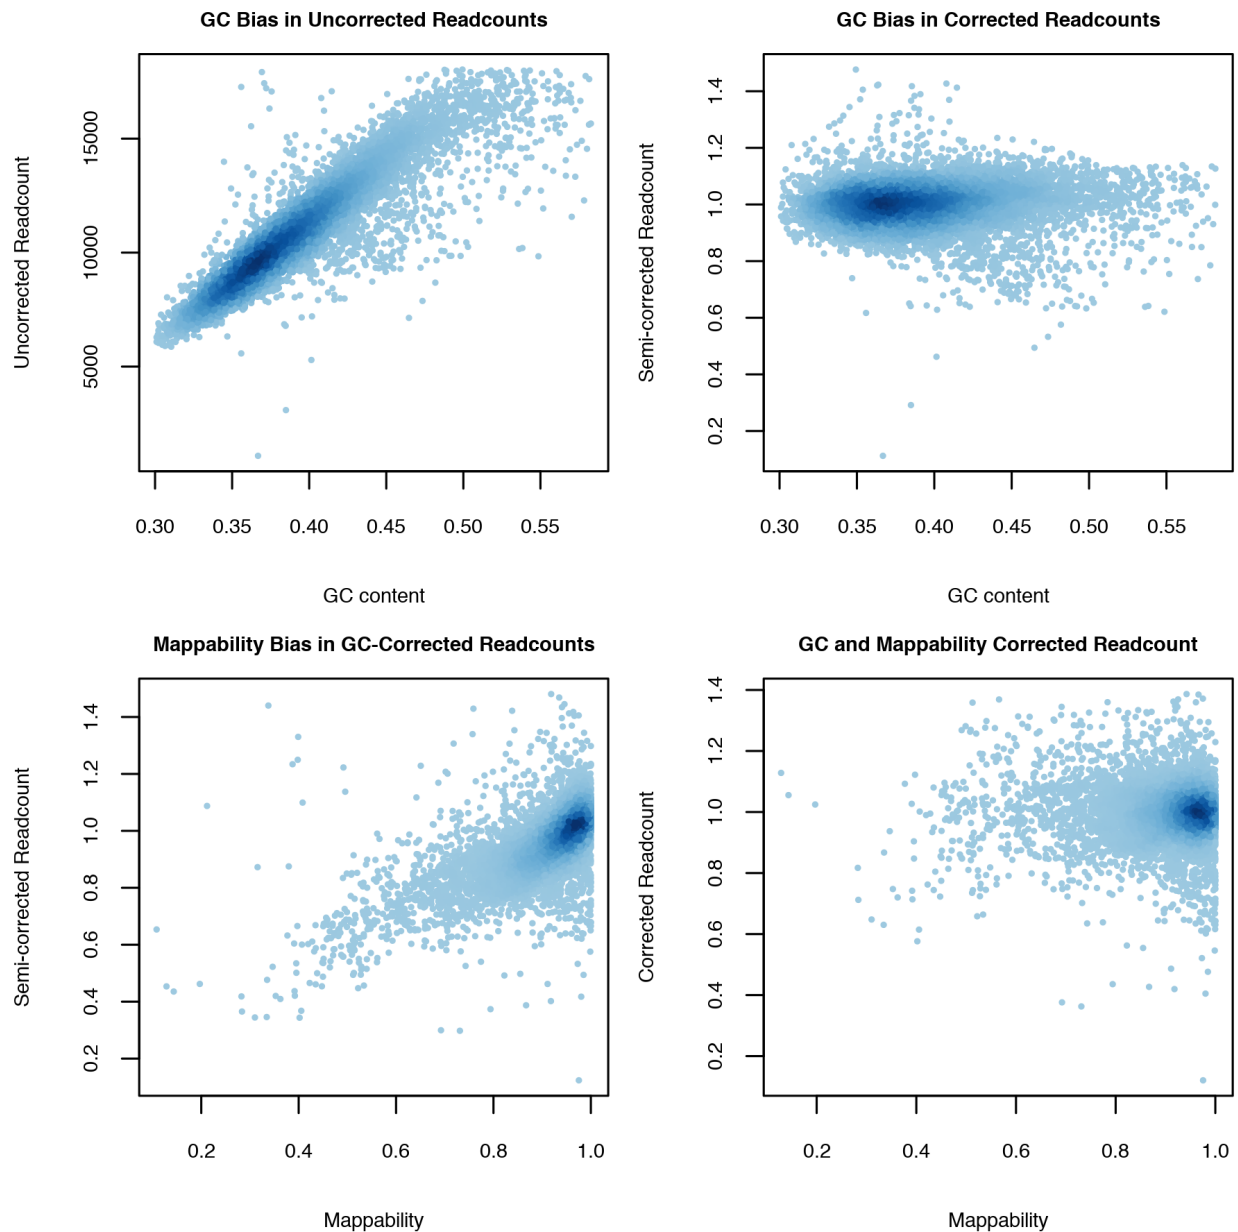 GC Bias in Uncorrected Readcounts
Uncorrected Readcount
15000
10000
5000
0.30 0.35 0.40 0.45 0.50 0.55
GC content
GC Bias in Corrected Readcounts
Semi-corrected Readcount
1.4
1.2
1.0
0.8
0.6
0.4
0.2
0.30 0.35 0.40 0.45 0.50 0.55
GC content
Mappability Bias in GC-Corrected Readcounts
Semi-corrected Readcount
1.4
1.2
1.0
0.8
0.6
0.4
0.2
0.2 0.4 0.6 0.8 1.0
Mappability
GC and Mappability Corrected Readcount
Corrected Readcount
1.4
1.2
1.0
0.8
0.6
0.4
0.2
0.2 0.4 0.6 0.8 1.0
Mappability